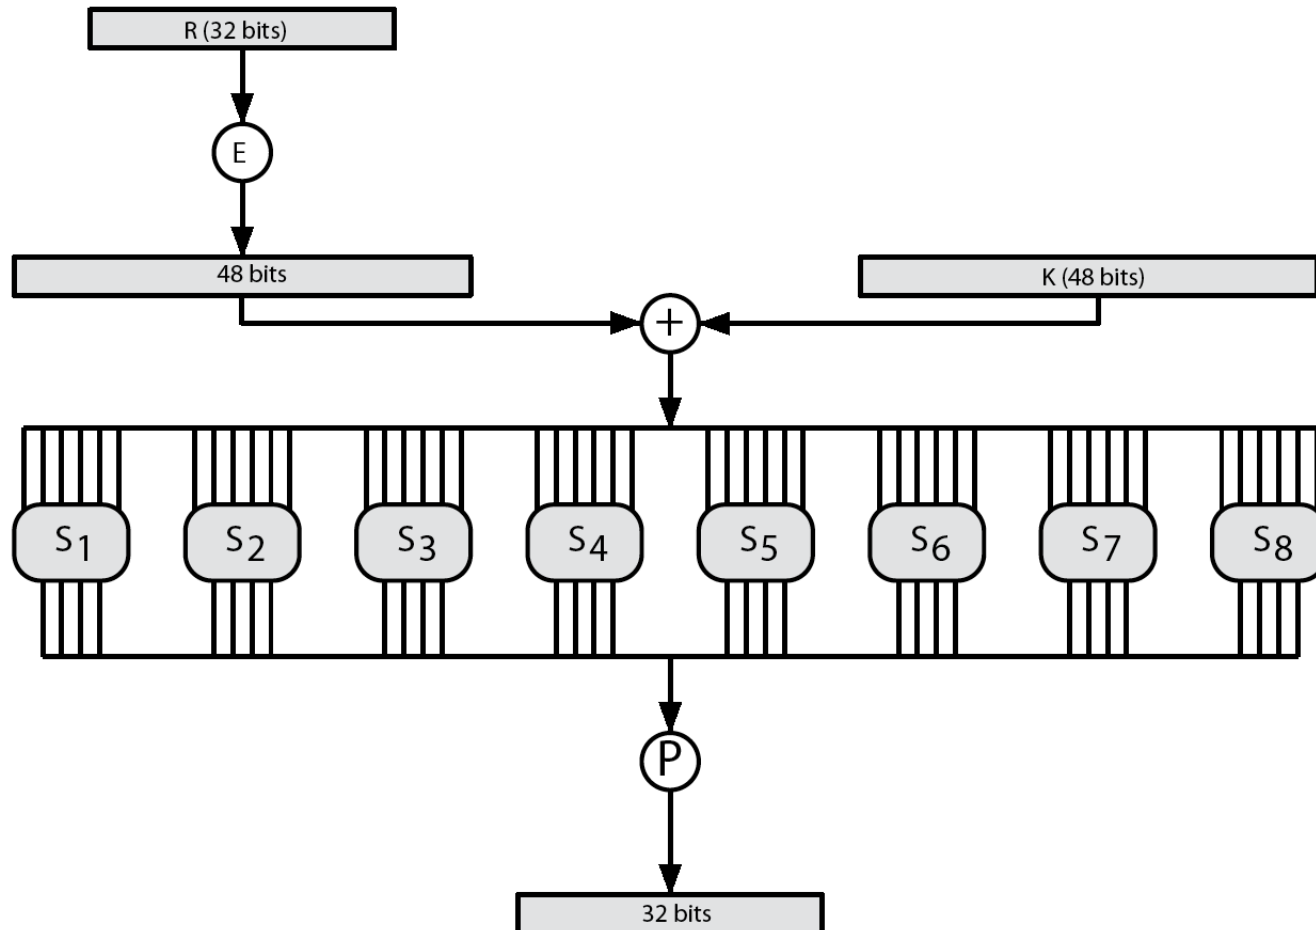 R (32 bits)
E
48 bits
K (48 bits)
+
S1 S2 S3 S4 S5 S6 S7 S8
P
32 bits